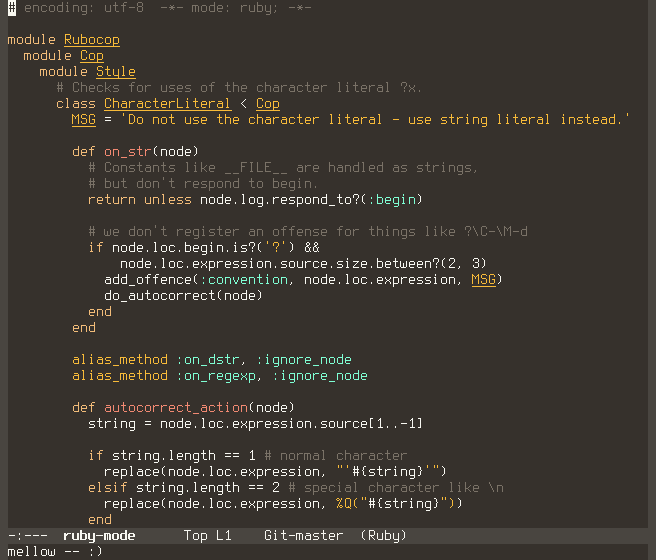 # encoding: utf-8  -*- mode: ruby; -*-

module Rubocop
  module Cop
    module Style
      # Checks for uses of the character literal ?x.
      class CharacterLiteral < Cop
        MSG = 'Do not use the character literal - use string literal instead.'

        def on_str(node)
          # Constants like __FILE__ are handled as strings,
          # but don't respond to begin.
          return unless node.log.respond_to?(:begin)

          # we don't register an offense for things like ?\C-\M-d
          if node.loc.begin.is?('?') &&
              node.loc.expression.source.size.between?(2, 3)
            add_offence(:convention, node.loc.expression, MSG)
            do_autocorrect(node)
          end
        end

        alias_method :on_dstr, :ignore_node
        alias_method :on_regexp, :ignore_node

        def autocorrect_action(node)
          string = node.loc.expression.source[1..-1]

          if string.length == 1 # normal character
            replace(node.loc.expression, "'#{string}'")
          elsif string.length == 2 # special character like \n
            replace(node.loc.expression, %Q("#{string}"))
          end
-:---  ruby-mode      Top L1    Git-master  (Ruby)
mellow -- :)